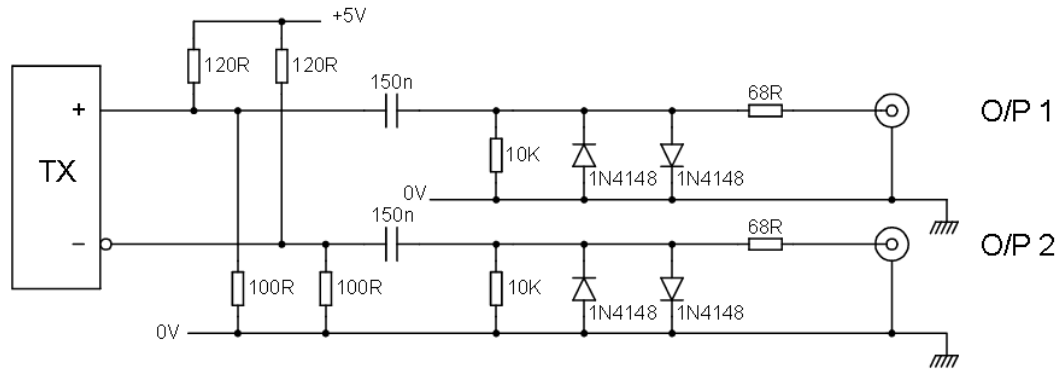 +5V
120R
120R
150n
68R
+
O/P 1
TX
10K
1N4148
1N4148
0V
150n
68R
−
O/P 2
100R
100R
10K
1N4148
1N4148
0V